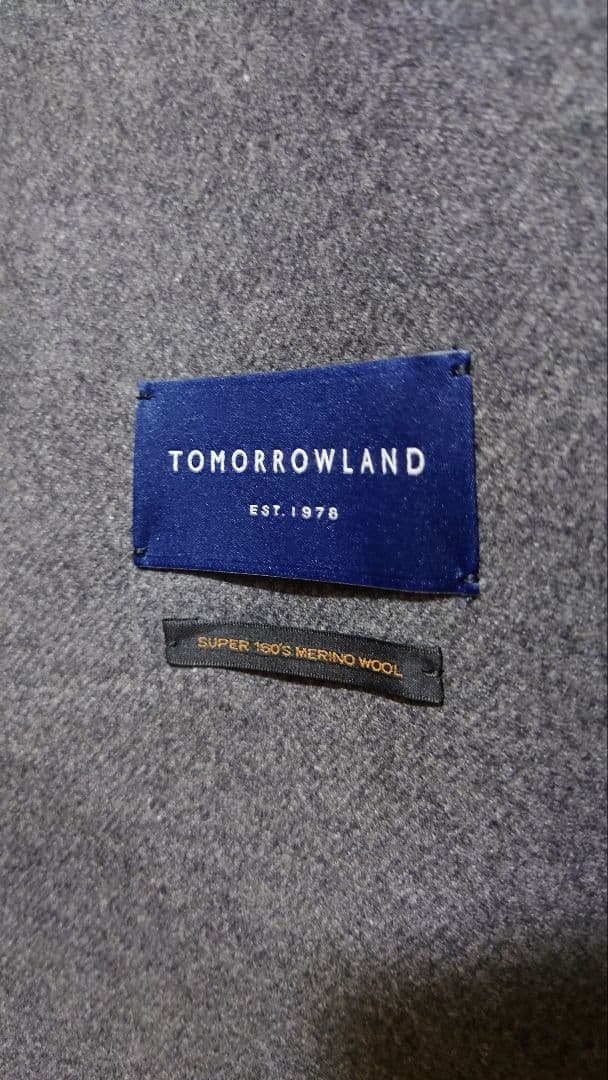 TOMORROWLAND
EST. 1978
SUPER 160'S MERINO WOOL